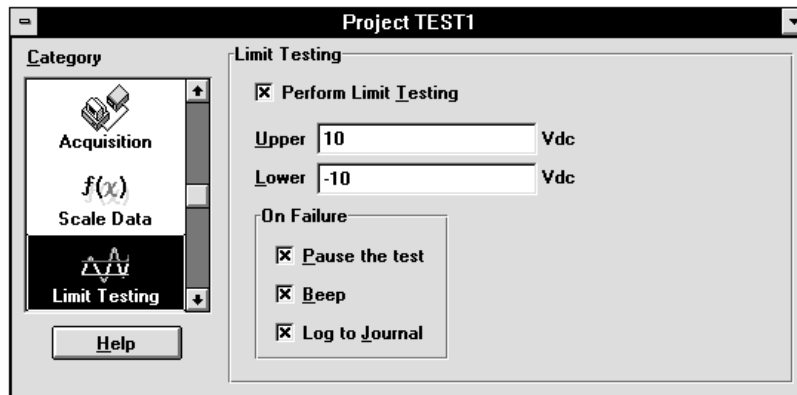 Project TEST1
Category
Acquisition
f(x)
Scale Data
Limit Testing
Help
Limit Testing
Perform Limit Testing
Upper 10 Vdc
Lower -10 Vdc
On Failure
Pause the test
Beep
Log to Journal